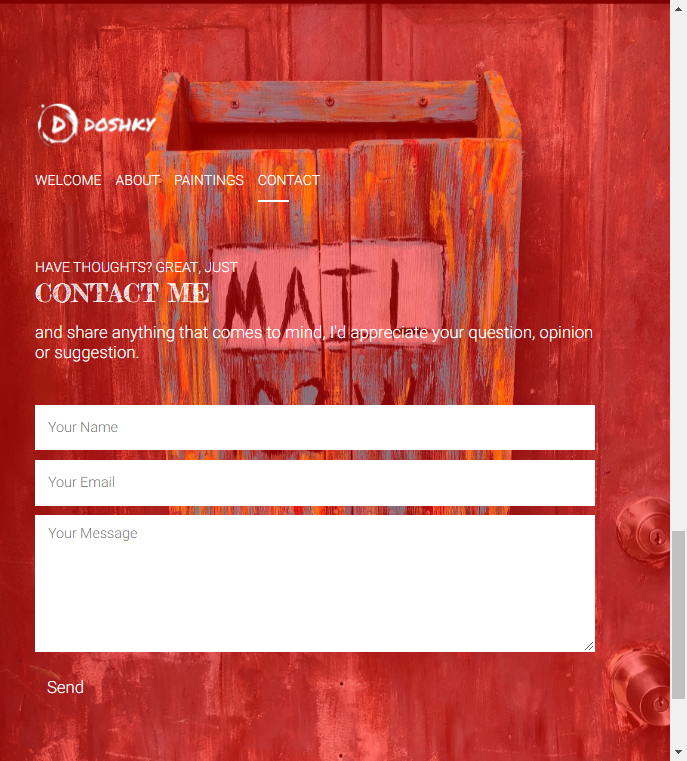 D DOSHKY
WELCOME ABOUT PAINTINGS CONTACT
HAVE THOUGHTS? GREAT, JUST
CONTACT ME
and share anything that comes to mind, I'd appreciate your question, opinion
or suggestion.
MATI
Your Name
Your Email
Your Message
Send